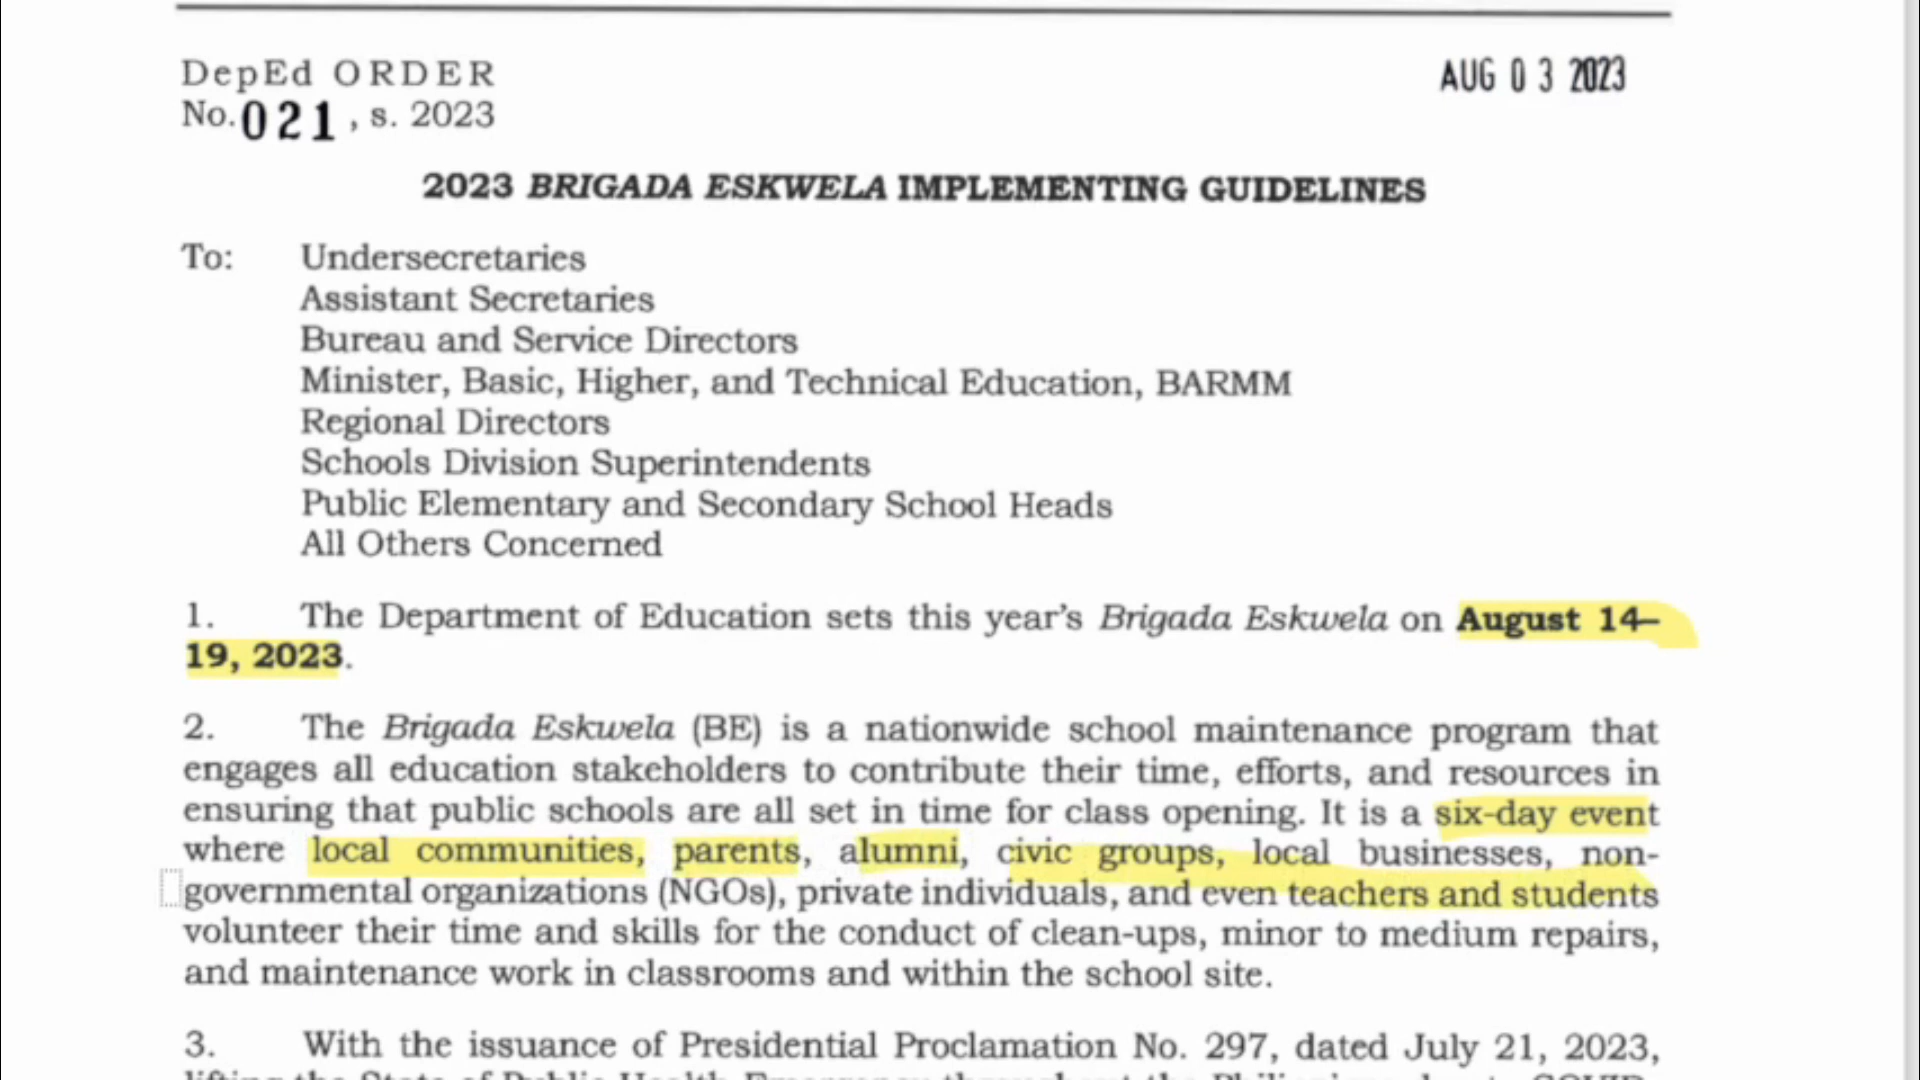 DepEd ORDER
AUG 03 2023
No. 021, s. 2023
2023 BRIGADA ESKWELA IMPLEMENTING GUIDELINES
To: Undersecretaries
Assistant Secretaries
Bureau and Service Directors
Minister, Basic, Higher, and Technical Education, BARMM
Regional Directors
Schools Division Superintendents
Public Elementary and Secondary School Heads
All Others Concerned
1. The Department of Education sets this year's Brigada Eskwela on August 14–
19, 2023.
2. The Brigada Eskwela (BE) is a nationwide school maintenance program that
engages all education stakeholders to contribute their time, efforts, and resources in
ensuring that public schools are all set in time for class opening. It is a six-day event
where local communities, parents, alumni, civic groups, local businesses, non-
governmental organizations (NGOs), private individuals, and even teachers and students
volunteer their time and skills for the conduct of clean-ups, minor to medium repairs,
and maintenance work in classrooms and within the school site.
3. With the issuance of Presidential Proclamation No. 297, dated July 21, 2023,